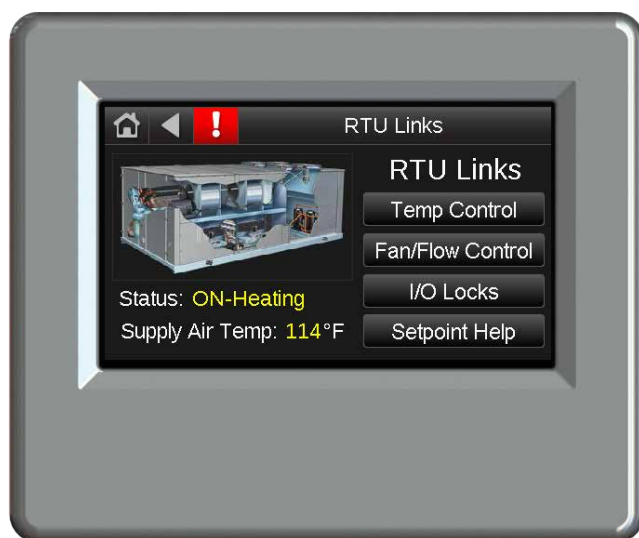 RTU Links
RTU Links
Temp Control
Fan/Flow Control
I/O Locks
Setpoint Help
Status: ON-Heating
Supply Air Temp: 114°F